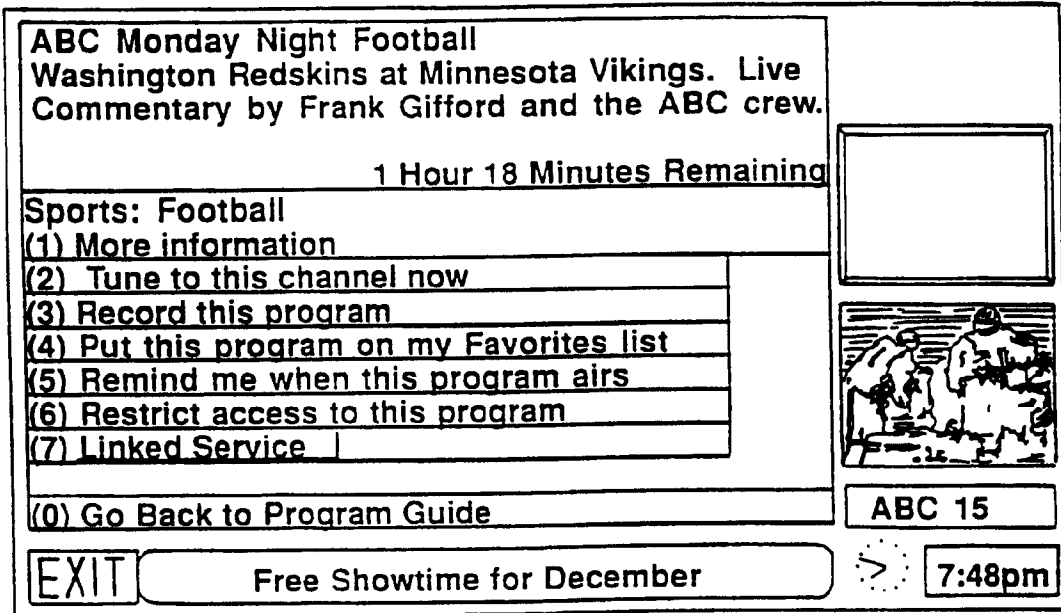 ABC Monday Night Football
Washington Redskins at Minnesota Vikings. Live
Commentary by Frank Gifford and the ABC crew.
1 Hour 18 Minutes Remaining
Sports: Football
(1) More information
(2) Tune to this channel now
(3) Record this program
(4) Put this program on my Favorites list
(5) Remind me when this program airs
(6) Restrict access to this program
(7) Linked Service
(0) Go Back to Program Guide
ABC 15
EXIT
Free Showtime for December
7:48pm